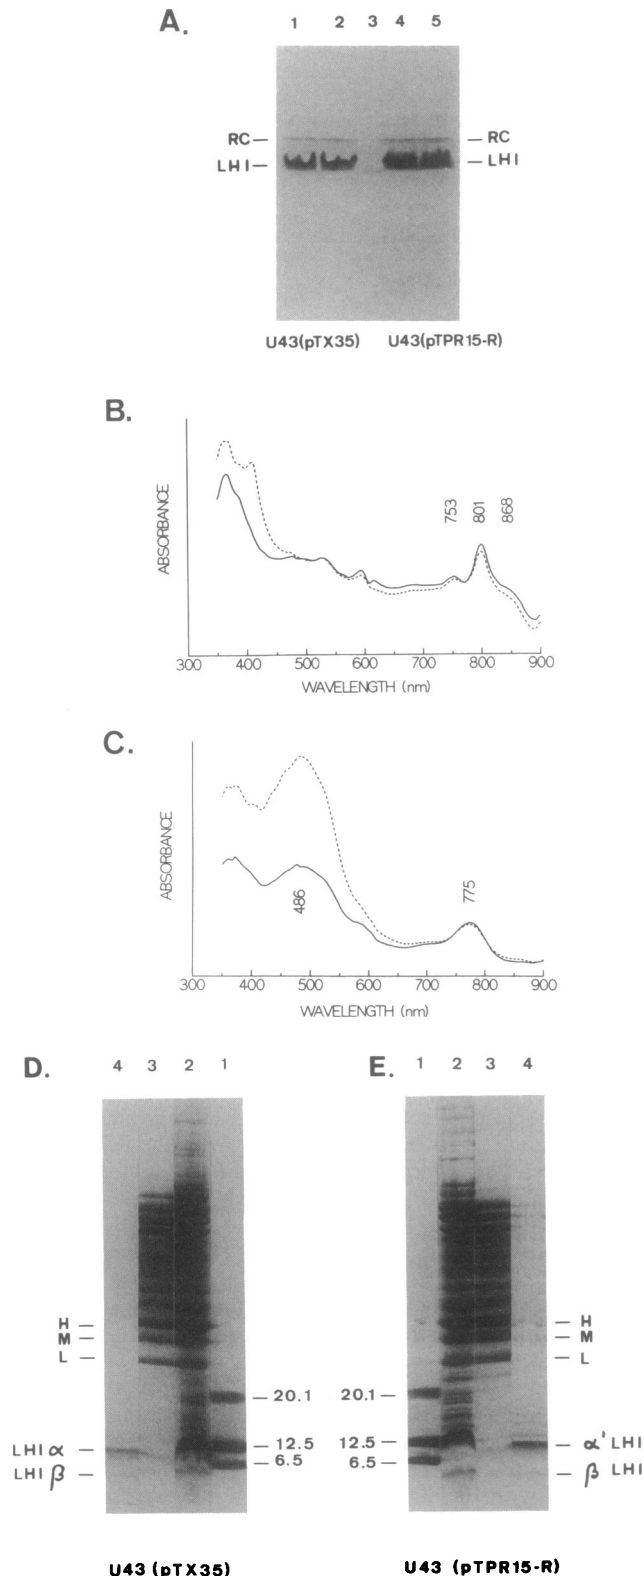 A.
1 2 3 4 5
RC — — RC
LHI — — LHI
U43(pTX35) U43(pTPR15-R)
B.
ABSORBANCE
753 801 868
300 400 500 600 700 800 900
WAVELENGTH (nm)
C.
ABSORBANCE
486 775
300 400 500 600 700 800 900
WAVELENGTH (nm)
D. 4 3 2 1
E. 1 2 3 4
H — — H
M — — M
L — — L
— 20.1 20.1 —
LHI α — — 12.5 12.5 — — α' LHI
— 6.5 6.5 —
LHI β — — β LHI
U43 (pTX35) U43 (pTPR15-R)